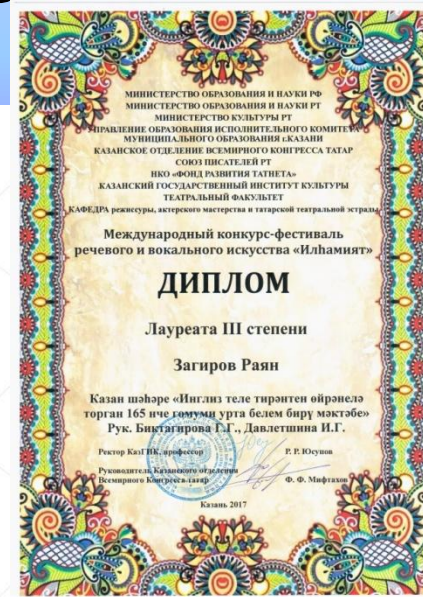 МИНИСТЕРСТВО ОБРАЗОВАНИЯ И НАУКИ РФ
МИНИСТЕРСТВО ОБРАЗОВАНИЯ И НАУКИ РТ
МИНИСТЕРСТВО КУЛЬТУРЫ РТ
УПРАВЛЕНИЕ ОБРАЗОВАНИЯ ИСПОЛНИТЕЛЬНОГО КОМИТЕТА
МУНИЦИПАЛЬНОГО ОБРАЗОВАНИЯ г.КАЗАНИ
КАЗАНСКОЕ ОТДЕЛЕНИЕ ВСЕМИРНОГО КОНГРЕССА ТАТАР
СОЮЗ ПИСАТЕЛЕЙ РТ
НКО «ФОНД РАЗВИТИЯ ТАТНЕТА»
КАЗАНСКИЙ ГОСУДАРСТВЕННЫЙ ИНСТИТУТ КУЛЬТУРЫ
ТЕАТРАЛЬНЫЙ ФАКУЛЬТЕТ
КАФЕДРА режиссуры, актерского мастерства и татарской театральной эстрады
Международный конкурс-фестиваль
речевого и вокального искусства «Илһамият»
ДИПЛОМ
Лауреата III степени
Загиров Раян
Казан шәһәре «Инглиз теле тирәнтен өйрәнелә
торган 165 нче гомуми урта белем бирү мәктәбе»
Рук. Биктагирова Г.Г., Давлетшина И.Г.
Ректор КазГИК, профессор Р. Р. Юсупов
Руководитель Казанского отделения
Всемирного Конгресса татар Ф. Ф. Мифтахов
Казань 2017